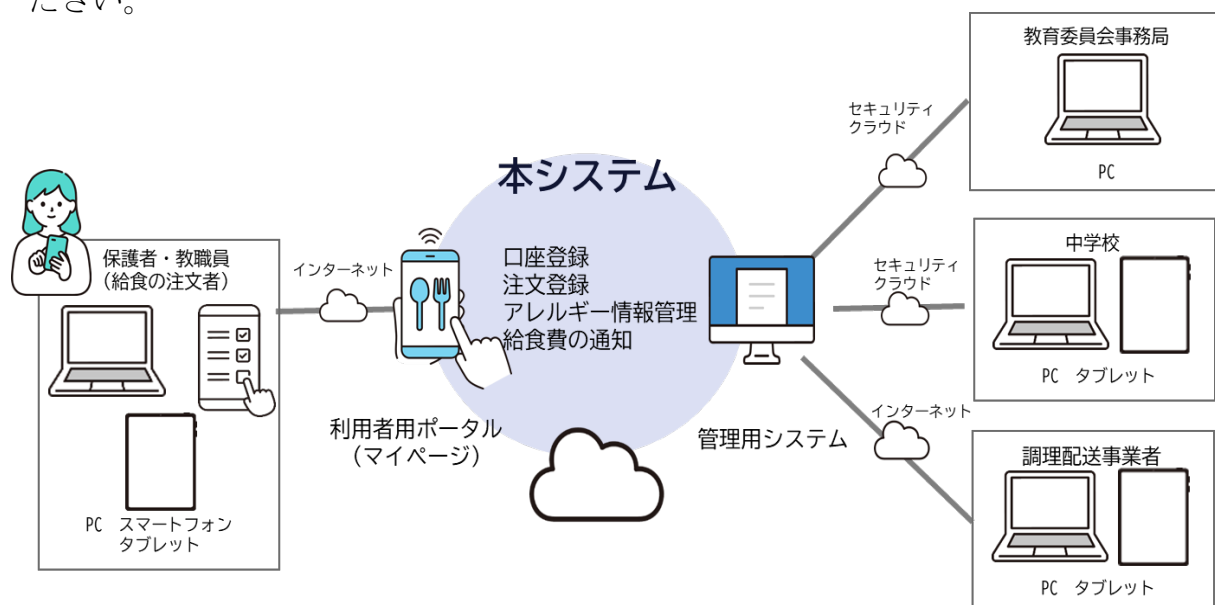 ださい。
教育委員会事務局
PC
セキュリティ
クラウド
本システム
保護者・教職員
（給食の注文者）
インターネット
口座登録
注文登録
アレルギー情報管理
給食費の通知
セキュリティ
クラウド
中学校
PC タブレット
利用者用ポータル
（マイページ）
管理用システム
インターネット
調理配送事業者
PC スマートフォン
タブレット
PC タブレット